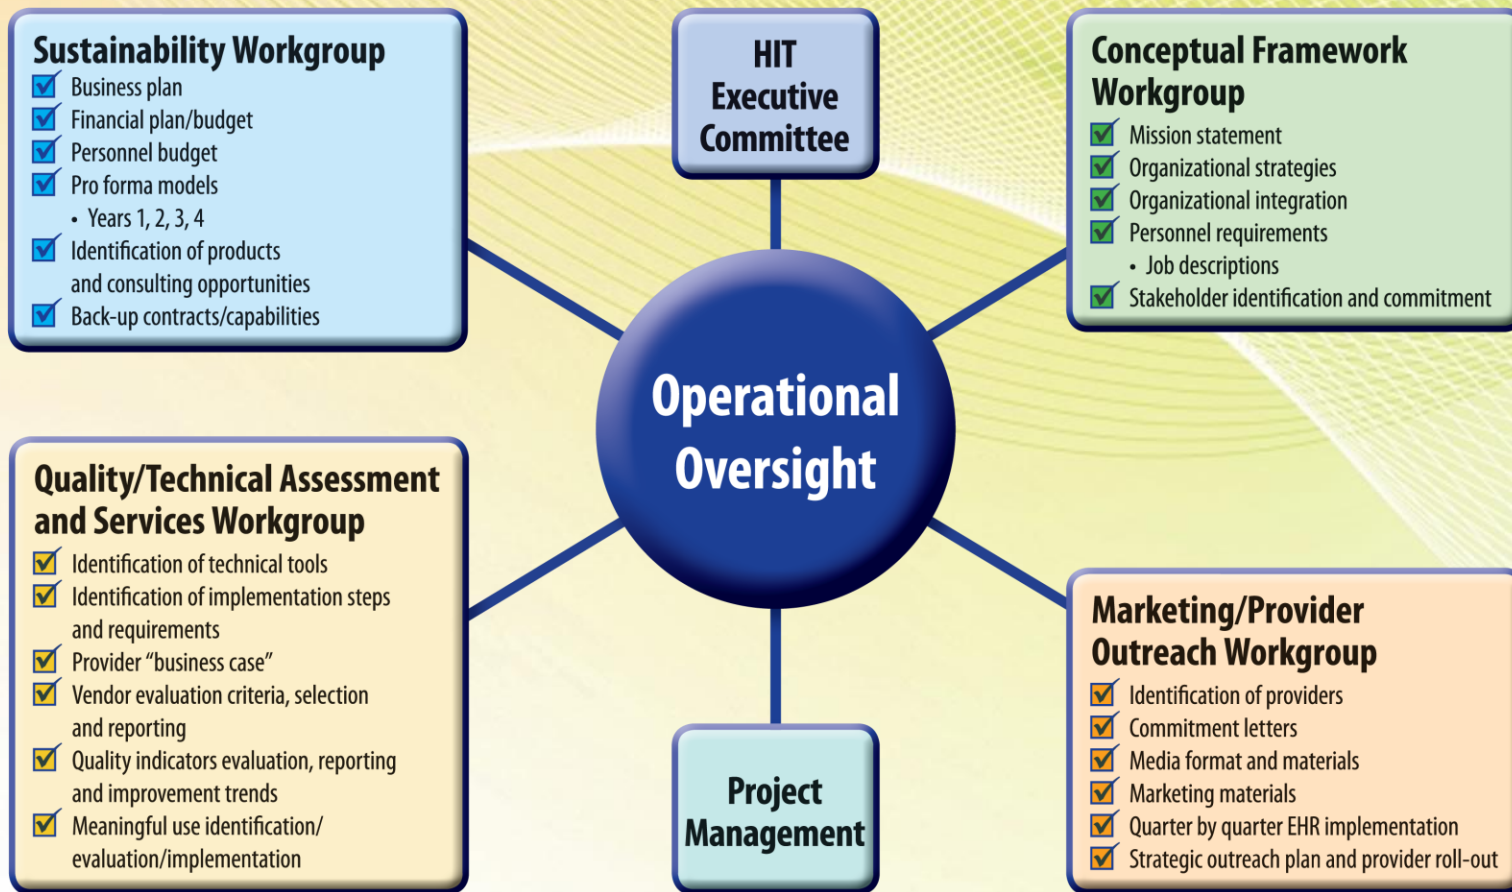 Sustainability Workgroup
Business plan
Financial plan/budget
Personnel budget
Pro forma models
• Years 1, 2, 3, 4
Identification of products
and consulting opportunities
Back-up contracts/capabilities
HIT
Executive
Committee
Conceptual Framework
Workgroup
Mission statement
Organizational strategies
Organizational integration
Personnel requirements
• Job descriptions
Stakeholder identification and commitment
Operational
Oversight
Quality/Technical Assessment
and Services Workgroup
Identification of technical tools
Identification of implementation steps
and requirements
Provider “business case”
Vendor evaluation criteria, selection
and reporting
Quality indicators evaluation, reporting
and improvement trends
Meaningful use identification/
evaluation/implementation
Project
Management
Marketing/Provider
Outreach Workgroup
Identification of providers
Commitment letters
Media format and materials
Marketing materials
Quarter by quarter EHR implementation
Strategic outreach plan and provider roll-out